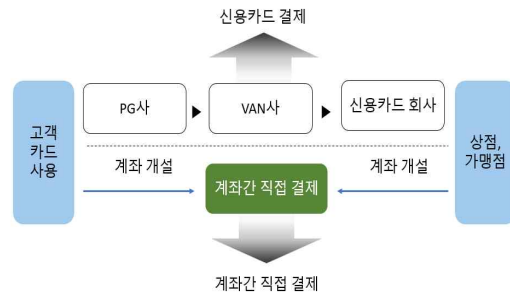 신용카드 결제
PG사
VAN사
신용카드 회사
고객
카드
사용
상점,
가맹점
계좌 개설
계좌 개설
계좌간 직접 결제
계좌간 직접 결제